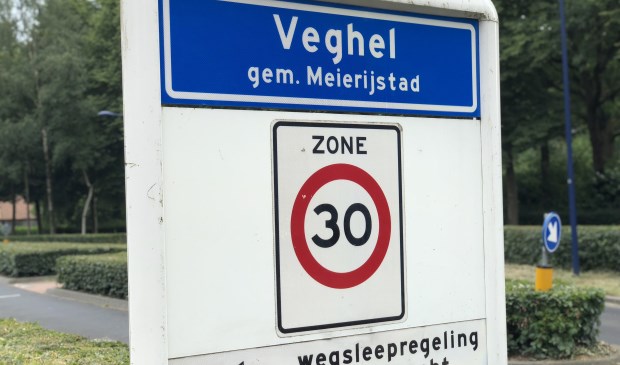 Veghel
gem. Meierijstad
ZONE
30
wegsleepregeling